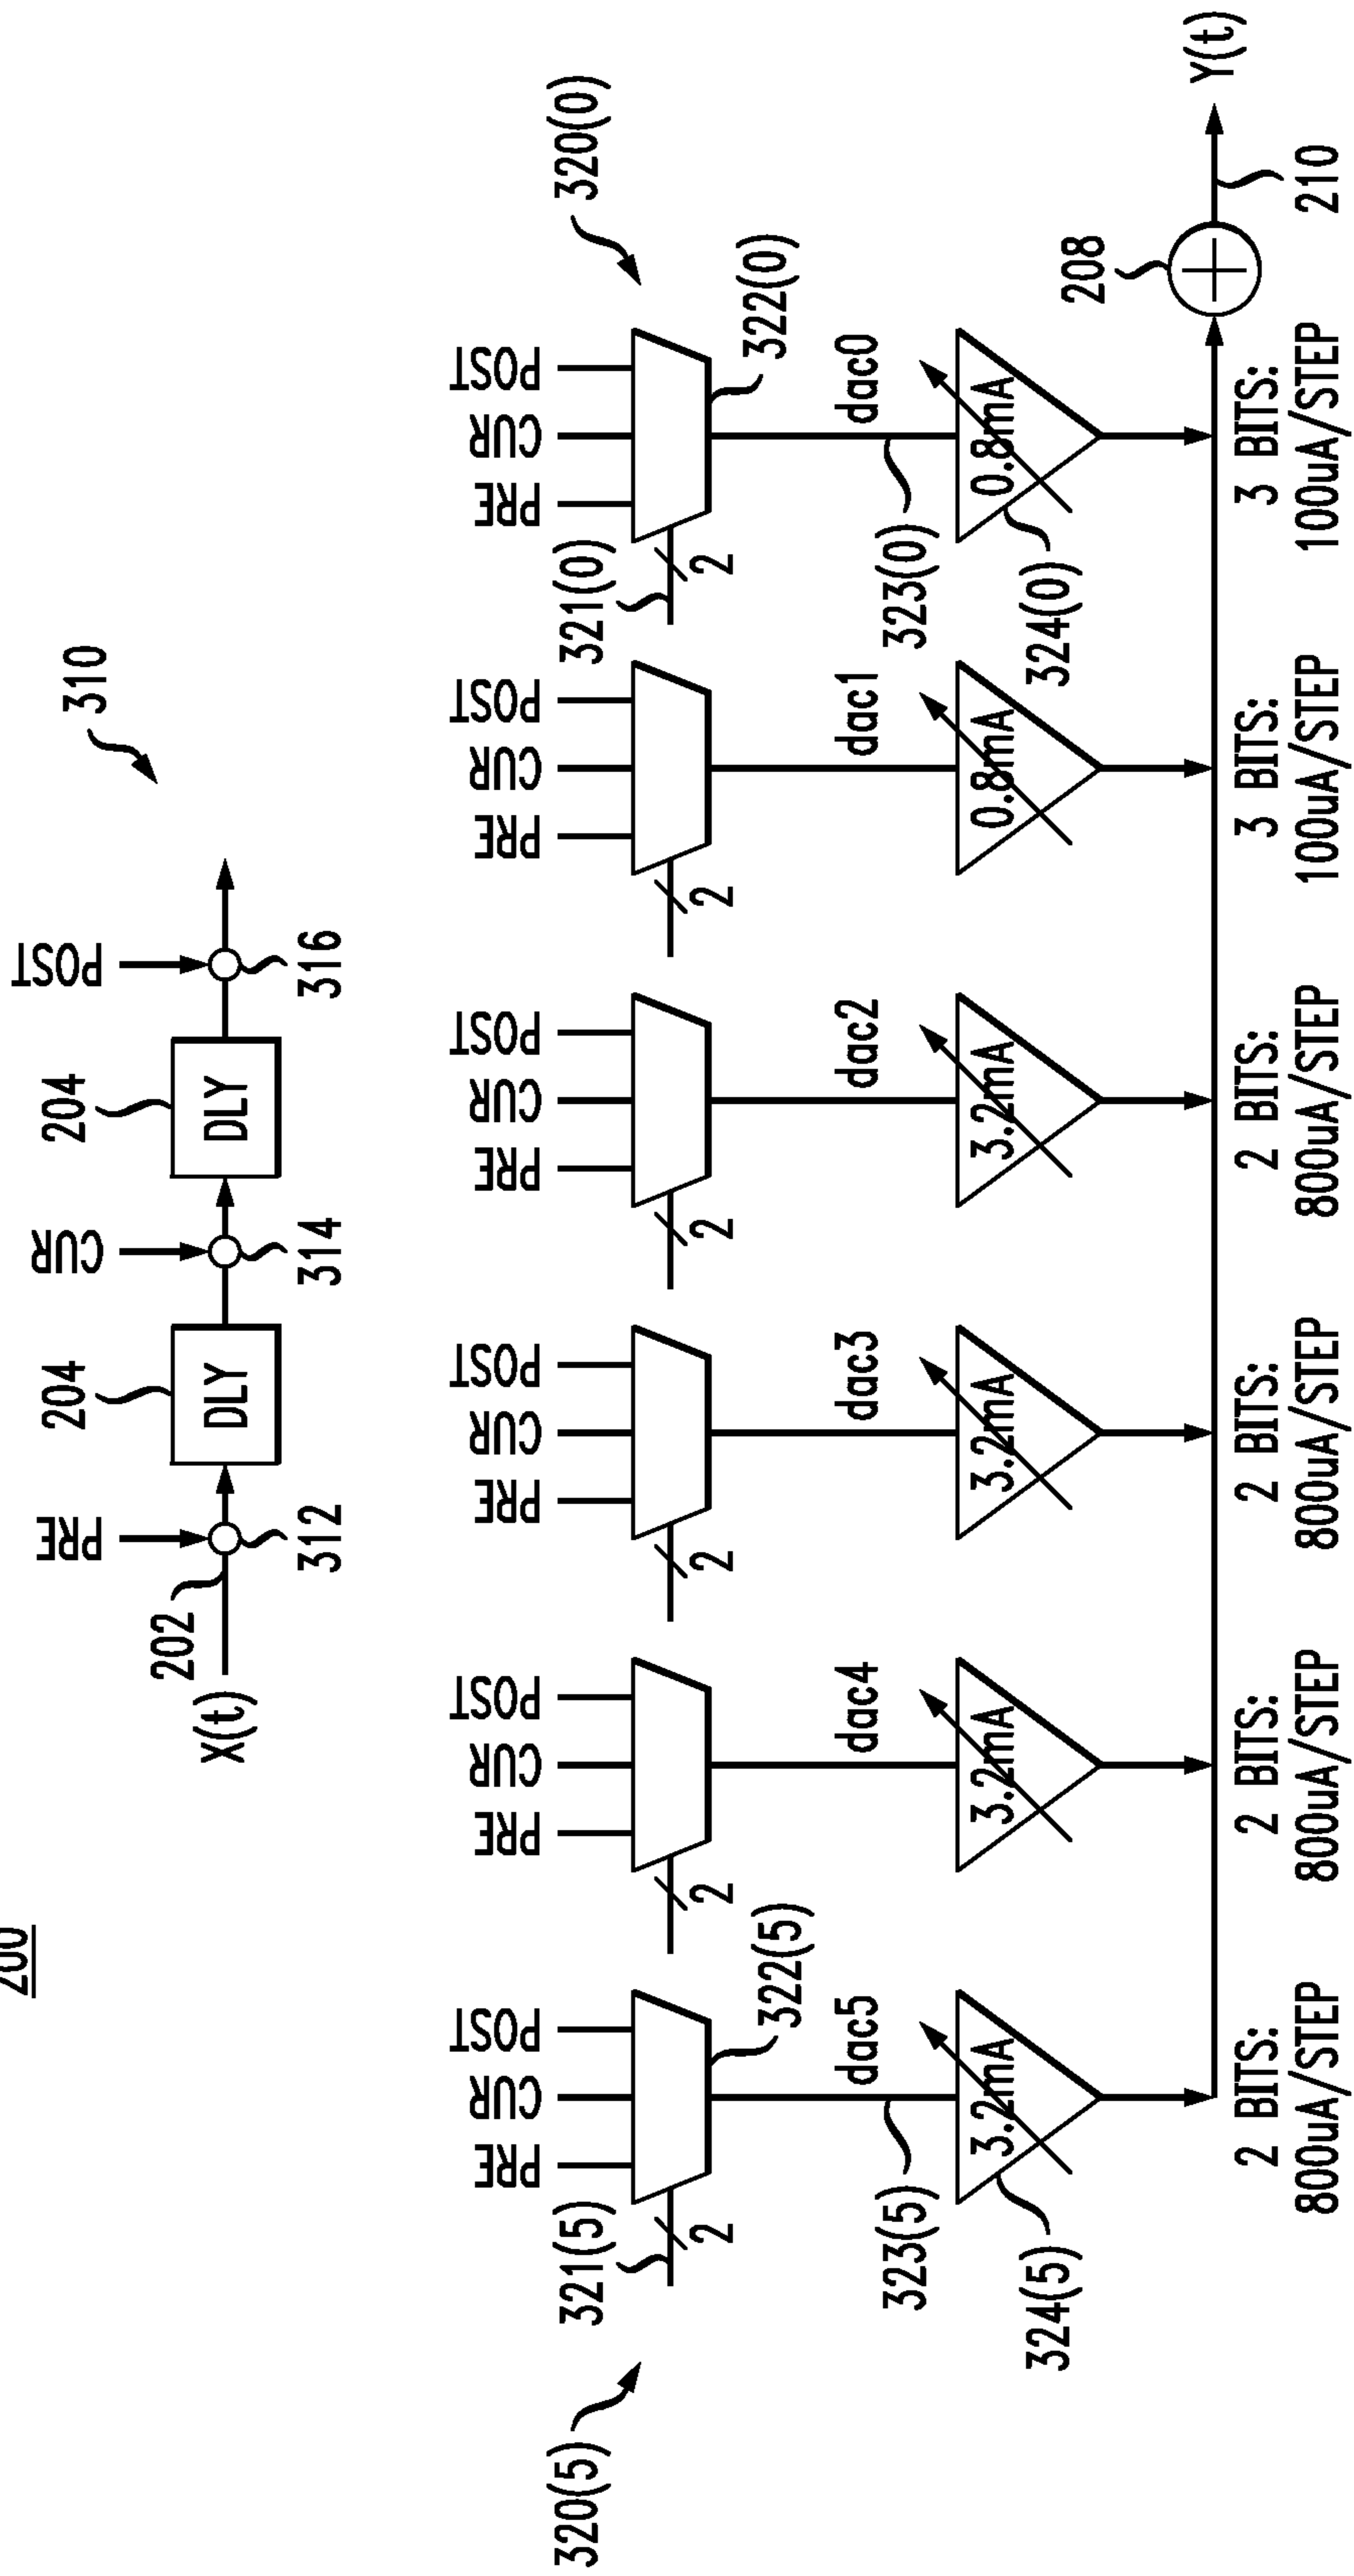 200
310
PRE
CUR
POST
204
204
202
X(t)
DLY
DLY
312
314
316
320(5)
320(0)
PRE CUR POST
PRE CUR POST
PRE CUR POST
PRE CUR POST
PRE CUR POST
PRE CUR POST
321(5)
321(0)
2
2
2
2
2
2
322(5)
322(0)
dac5
dac4
dac3
dac2
dac1
dac0
323(5)
323(0)
3.2mA
3.2mA
3.2mA
3.2mA
0.8mA
0.8mA
324(5)
324(0)
208
Y(t)
210
2 BITS:
800uA/STEP
2 BITS:
800uA/STEP
2 BITS:
800uA/STEP
2 BITS:
800uA/STEP
3 BITS:
100uA/STEP
3 BITS:
100uA/STEP